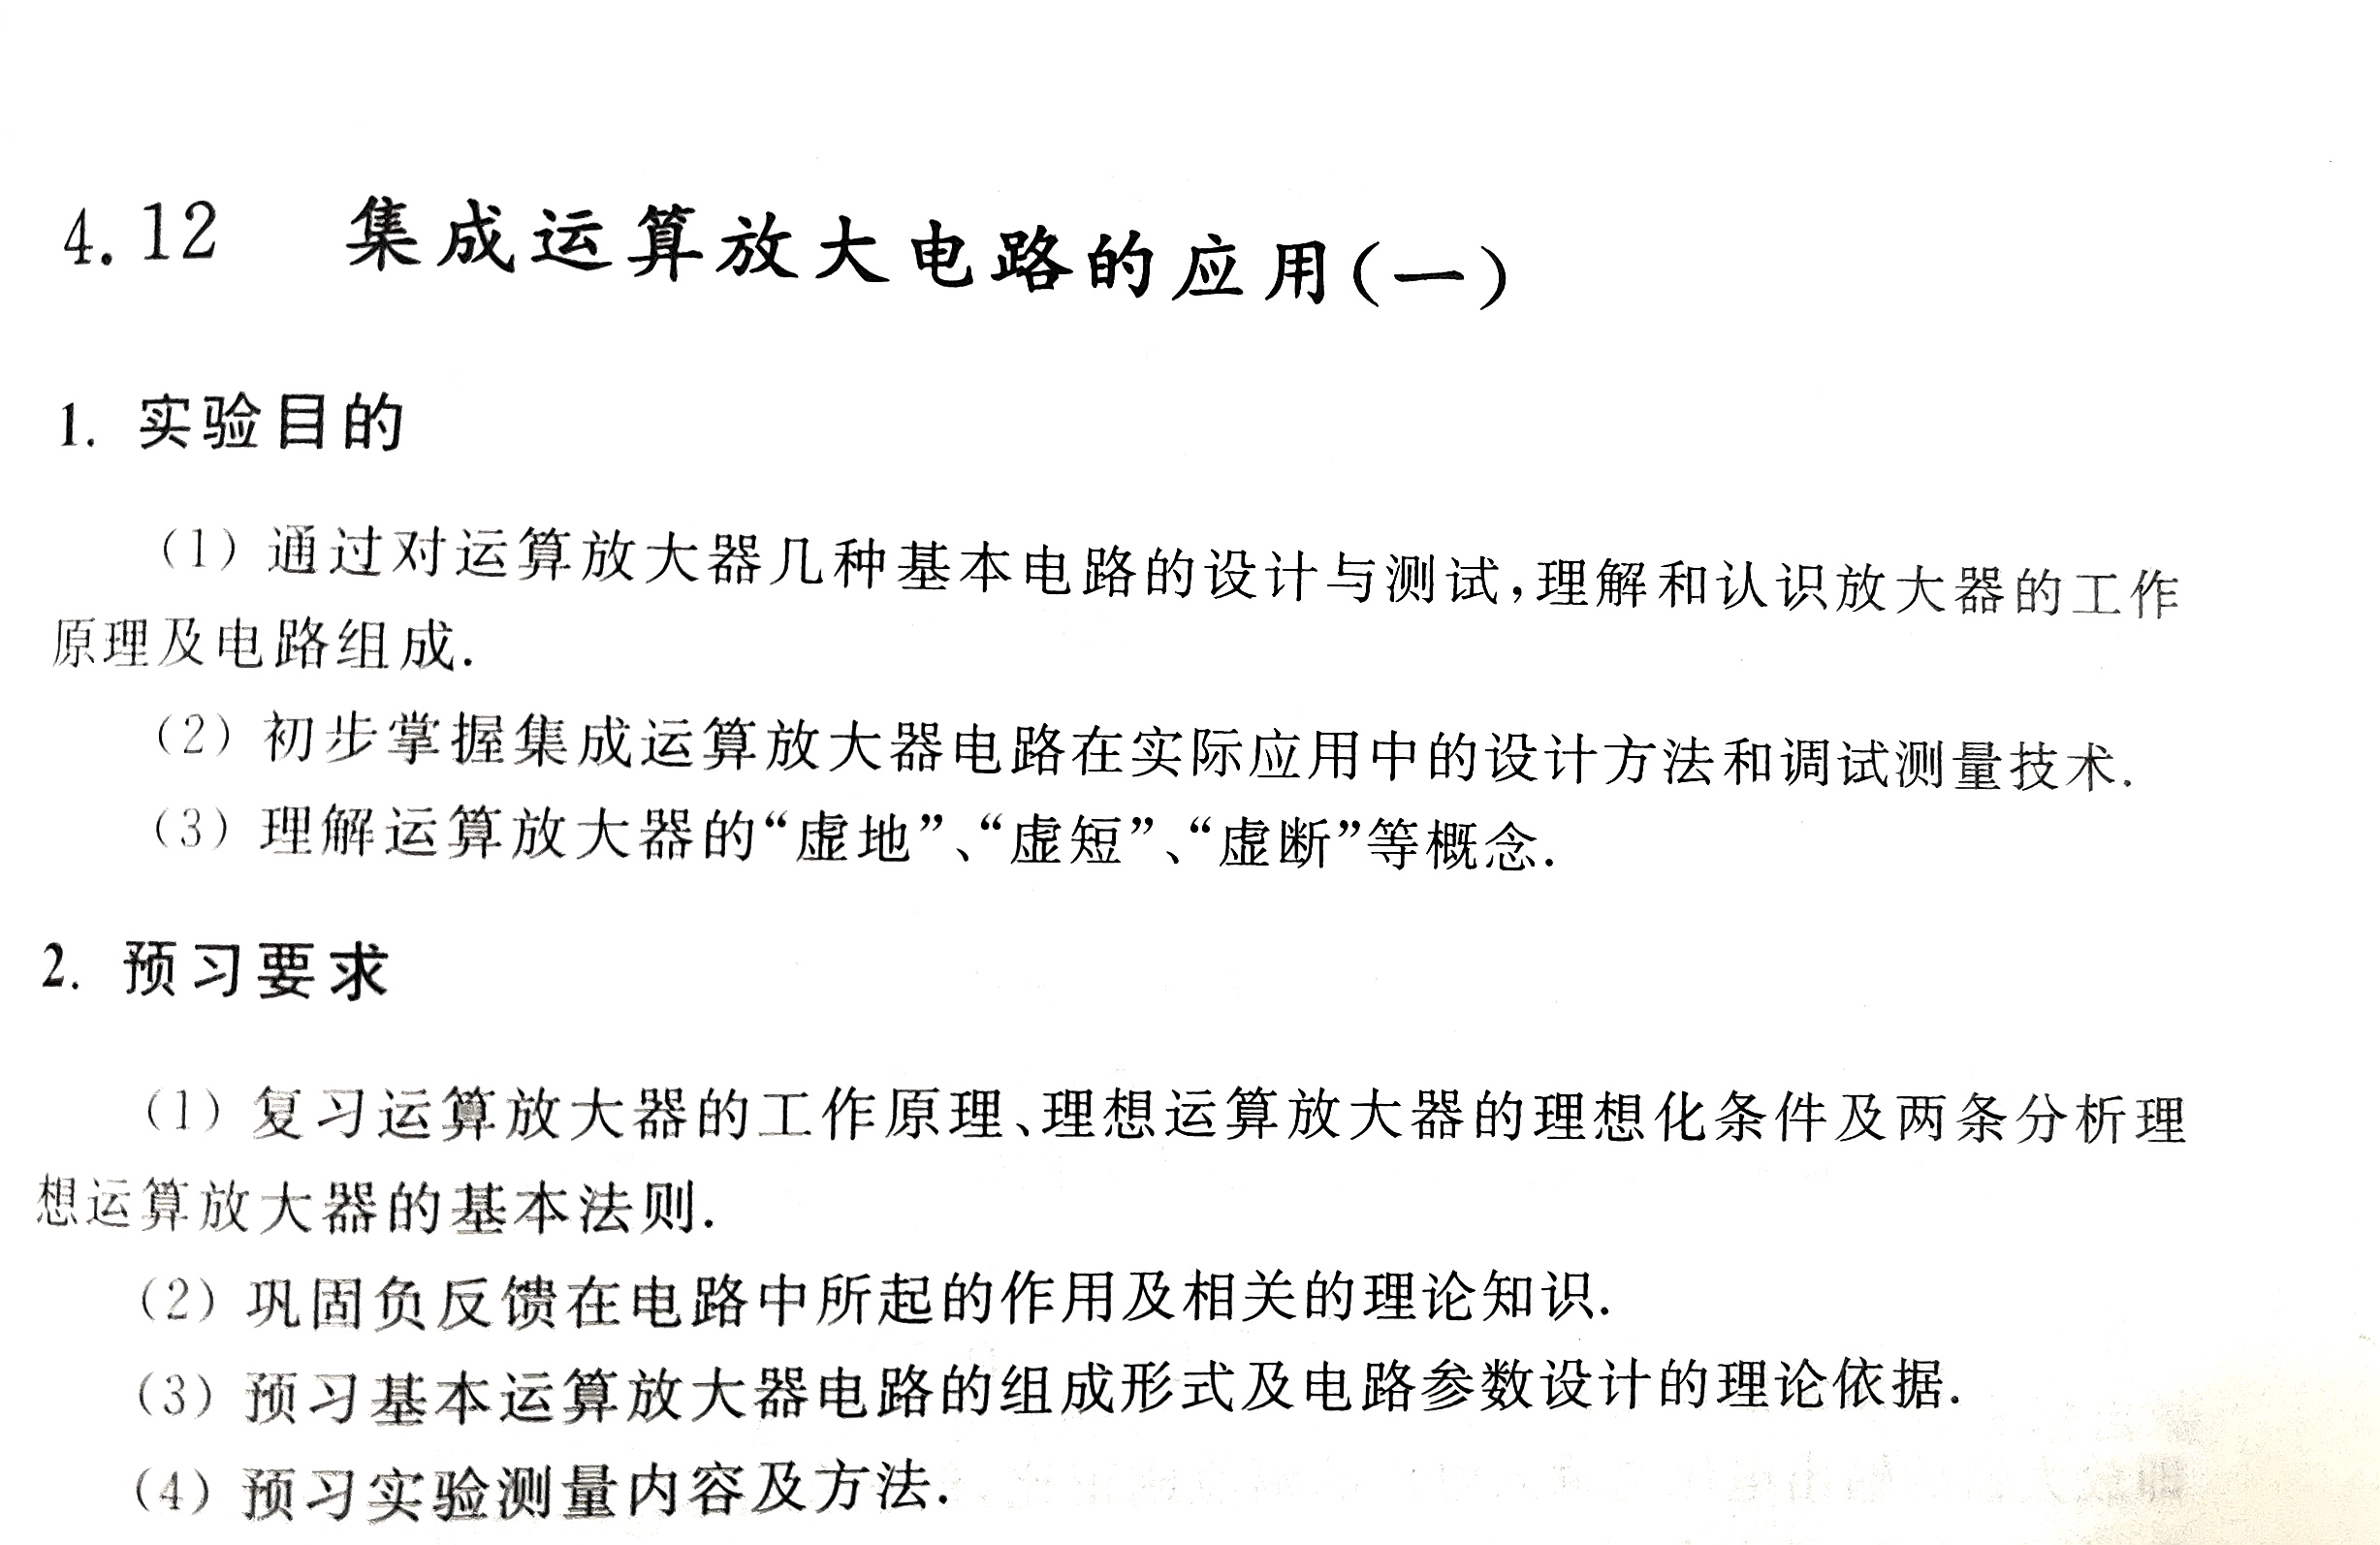 4.12 集成运算放大电路的应用(一)
1. 实验目的
(1) 通过对运算放大器几种基本电路的设计与测试,理解和认识放大器的工作
原理及电路组成.
(2) 初步掌握集成运算放大器电路在实际应用中的设计方法和调试测量技术.
(3) 理解运算放大器的“虚地”、“虚短”、“虚断”等概念.
2. 预习要求
(1) 复习运算放大器的工作原理、理想运算放大器的理想化条件及两条分析理
想运算放大器的基本法则.
(2) 巩固负反馈在电路中所起的作用及相关的理论知识.
(3) 预习基本运算放大器电路的组成形式及电路参数设计的理论依据.
(4) 预习实验测量内容及方法.